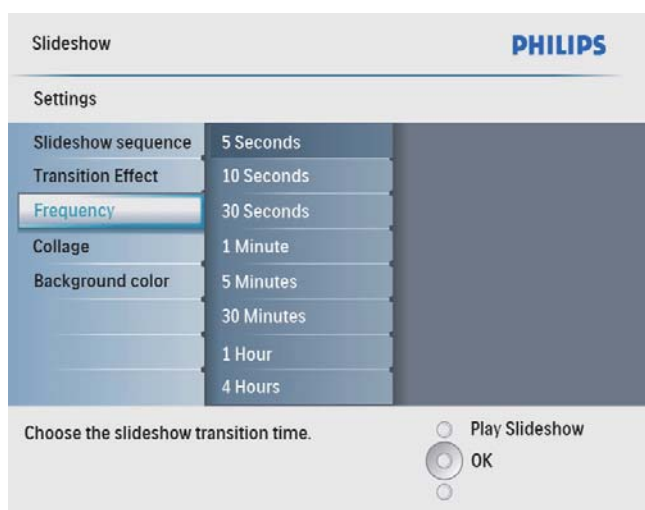 Slideshow
PHILIPS
Settings
Slideshow sequence
Transition Effect
Frequency
Collage
Background color
5 Seconds
10 Seconds
30 Seconds
1 Minute
5 Minutes
30 Minutes
1 Hour
4 Hours
Choose the slideshow transition time.
Play Slideshow
OK